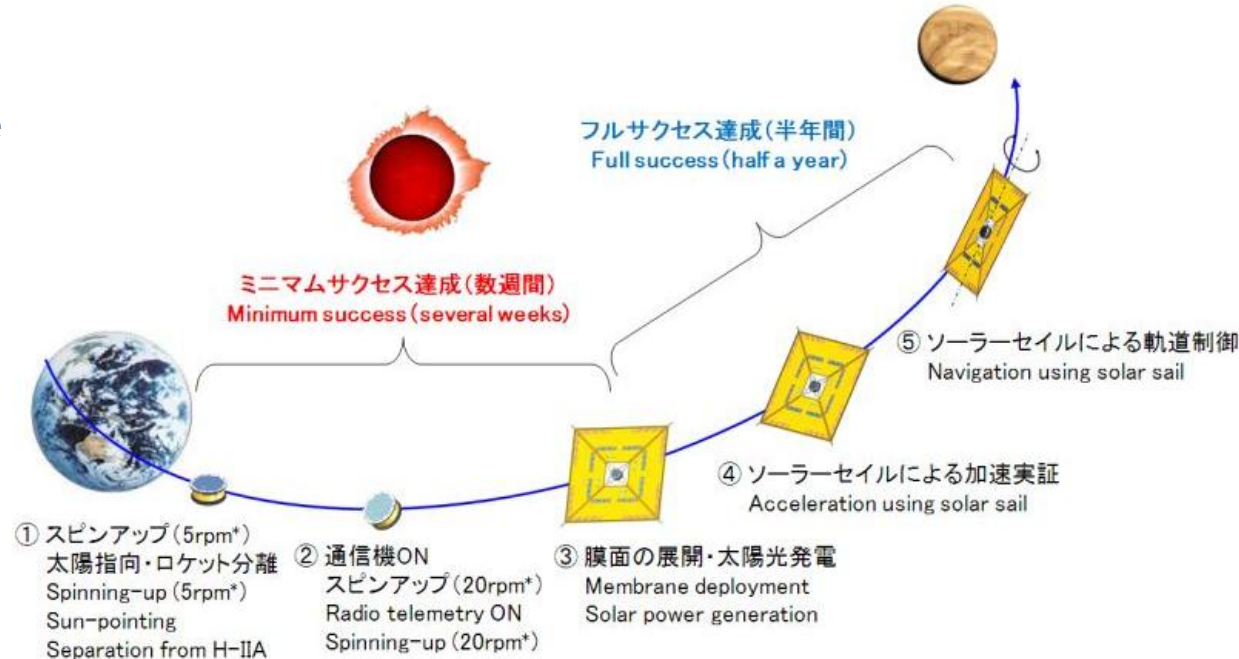 フルサクセス達成(半年間)
Full success(half a year)
ミニマムサクセス達成(数週間)
Minimum success(several weeks)
① スピンアップ(5rpm*)
太陽指向・ロケット分離
Spinning-up(5rpm*)
Sun-pointing
Separation from H-IIA
② 通信機ON
スピンアップ(20rpm*)
Radio telemetry ON
Spinning-up(20rpm*)
③ 膜面の展開・太陽光発電
Membrane deployment
Solar power generation
④ ソーラーセイルによる加速実証
Acceleration using solar sail
⑤ ソーラーセイルによる軌道制御
Navigation using solar sail